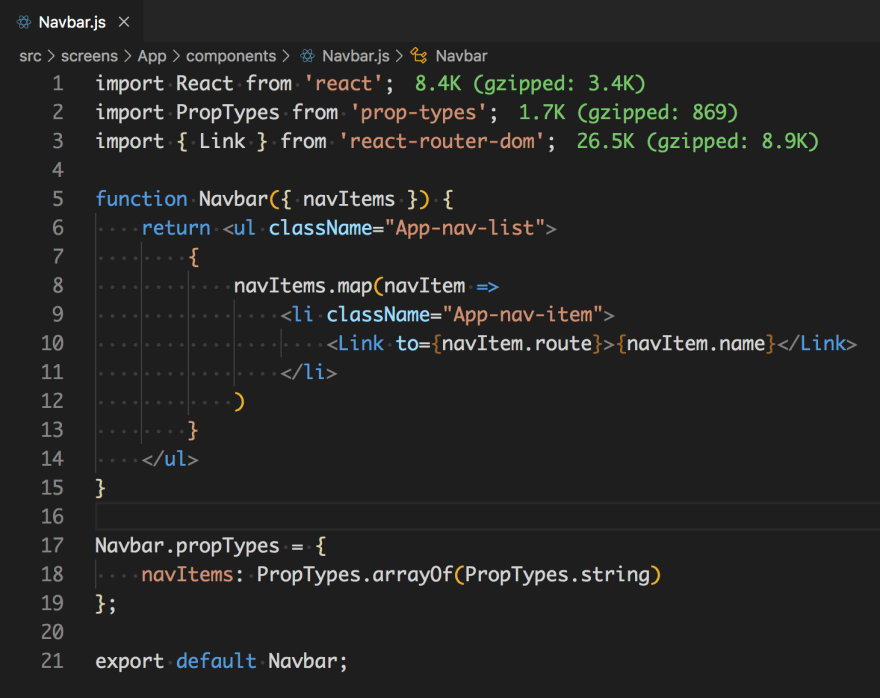 Navbar.js ×
src > screens > App > components > Navbar.js > Navbar
1 import React from 'react'; 8.4K (gzipped: 3.4K)
2 import PropTypes from 'prop-types'; 1.7K (gzipped: 869)
3 import { Link } from 'react-router-dom'; 26.5K (gzipped: 8.9K)
4
5 function Navbar({ navItems }) {
6     return <ul className="App-nav-list">
7         {
8             navItems.map(navItem =>
9                 <li className="App-nav-item">
10                     <Link to={navItem.route}>{navItem.name}</Link>
11                 </li>
12             )
13         }
14     </ul>
15 }
16
17 Navbar.propTypes = {
18     navItems: PropTypes.arrayOf(PropTypes.string)
19 };
20
21 export default Navbar;